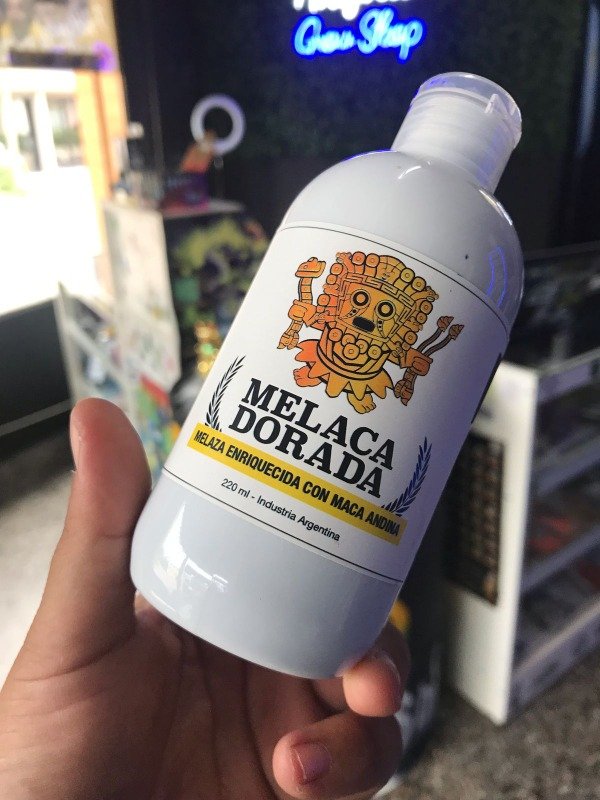 Grow Shop
MELACA
DORADA
MELAZA ENRIQUECIDA CON MACA ANDINA
220 ml - Industria Argentina